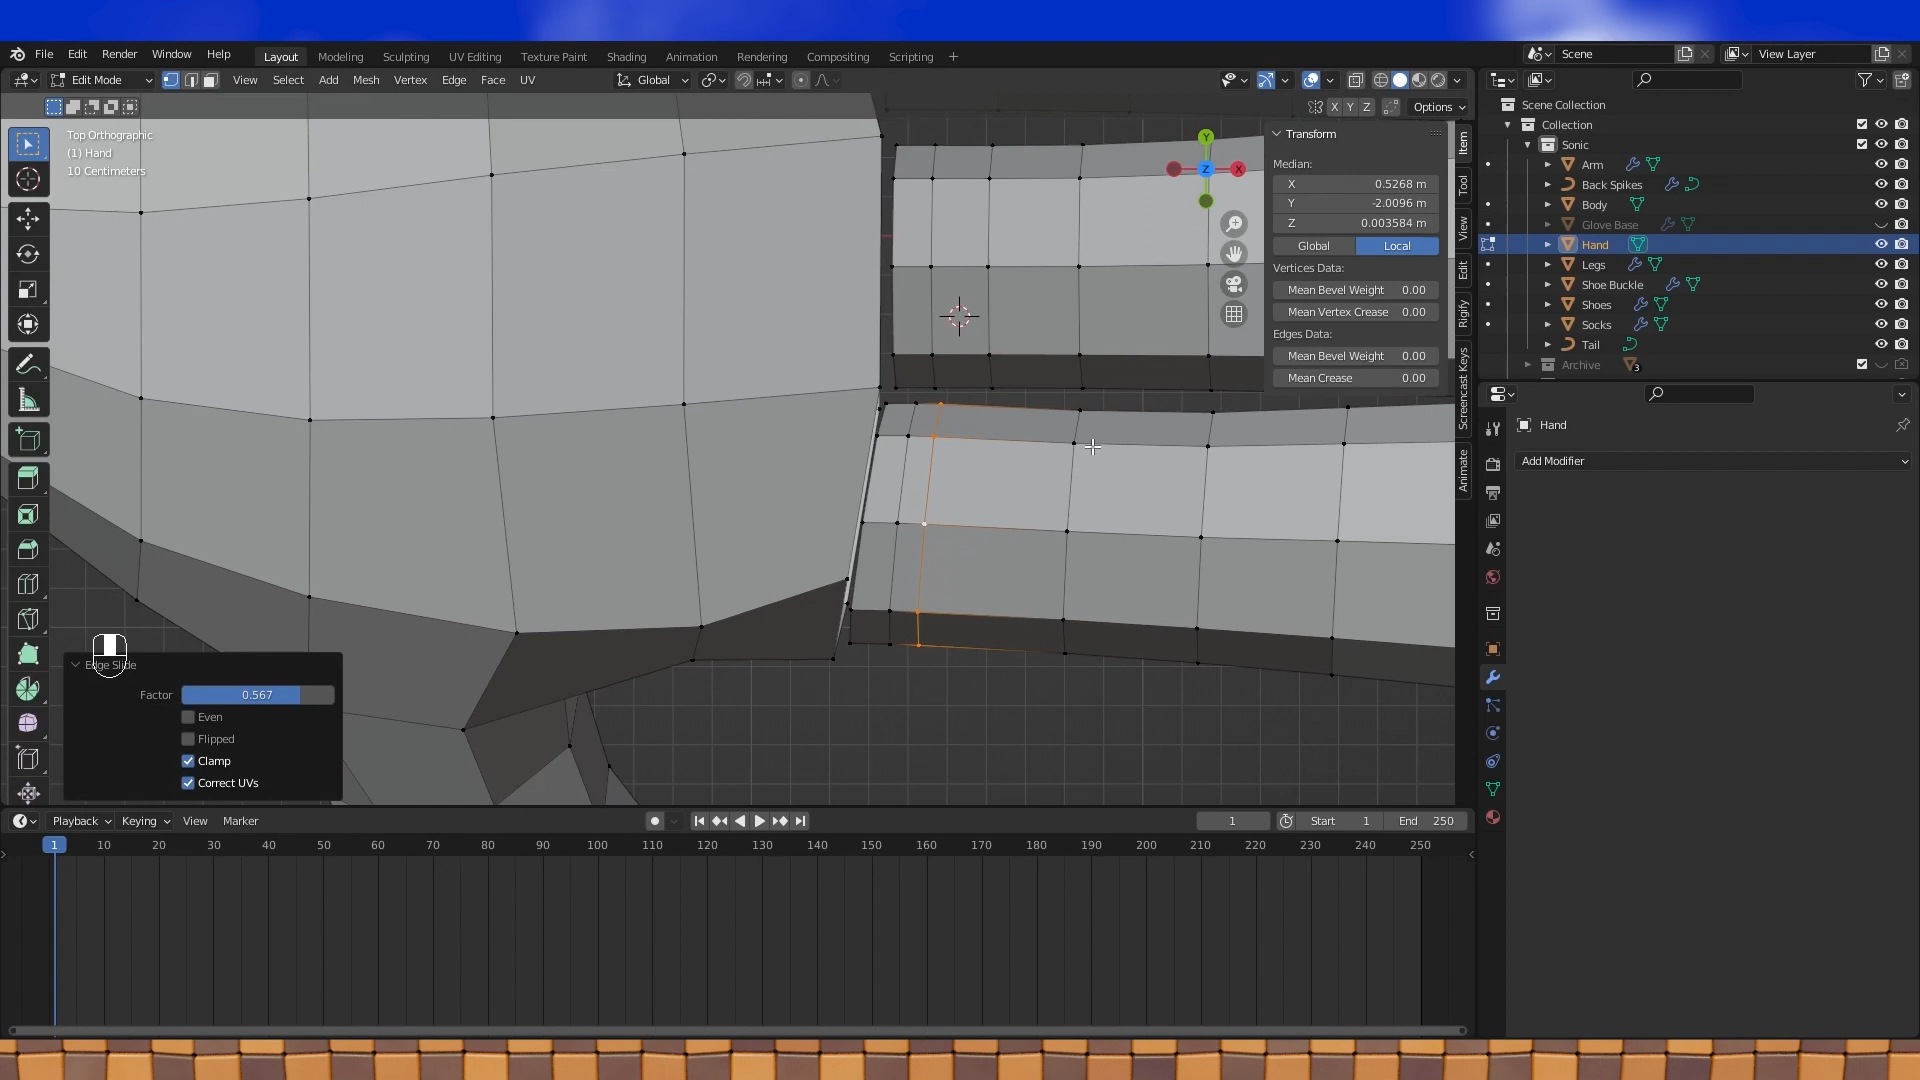 File Edit Render Window Help Layout Modeling Sculpting UV Editing Texture Paint Shading Animation Rendering Compositing Scripting + Scene View Layer
Edit Mode View Select Add Mesh Vertex Edge Face UV Global
X Y Z Options
Top Orthographic
(1) Hand
10 Centimeters
Y
Z
X
Transform
Median:
X 0.5268 m
Y -2.0096 m
Z 0.003584 m
Global Local
Vertices Data:
Mean Bevel Weight 0.00
Mean Vertex Crease 0.00
Edges Data:
Mean Bevel Weight 0.00
Mean Crease 0.00
Item
Tool
View
Edit
Rigify
Screencast Keys
Animate
Scene Collection
Collection
Sonic
Arm
Back Spikes
Body
Glove Base
Hand
Legs
Shoe Buckle
Shoes
Socks
Tail
Archive 3
Hand
Add Modifier
Edge Slide
Factor 0.567
Even
Flipped
Clamp
Correct UVs
Playback Keying View Marker 1 Start 1 End 250
1 10 20 30 40 50 60 70 80 90 100 110 120 130 140 150 160 170 180 190 200 210 220 230 240 250